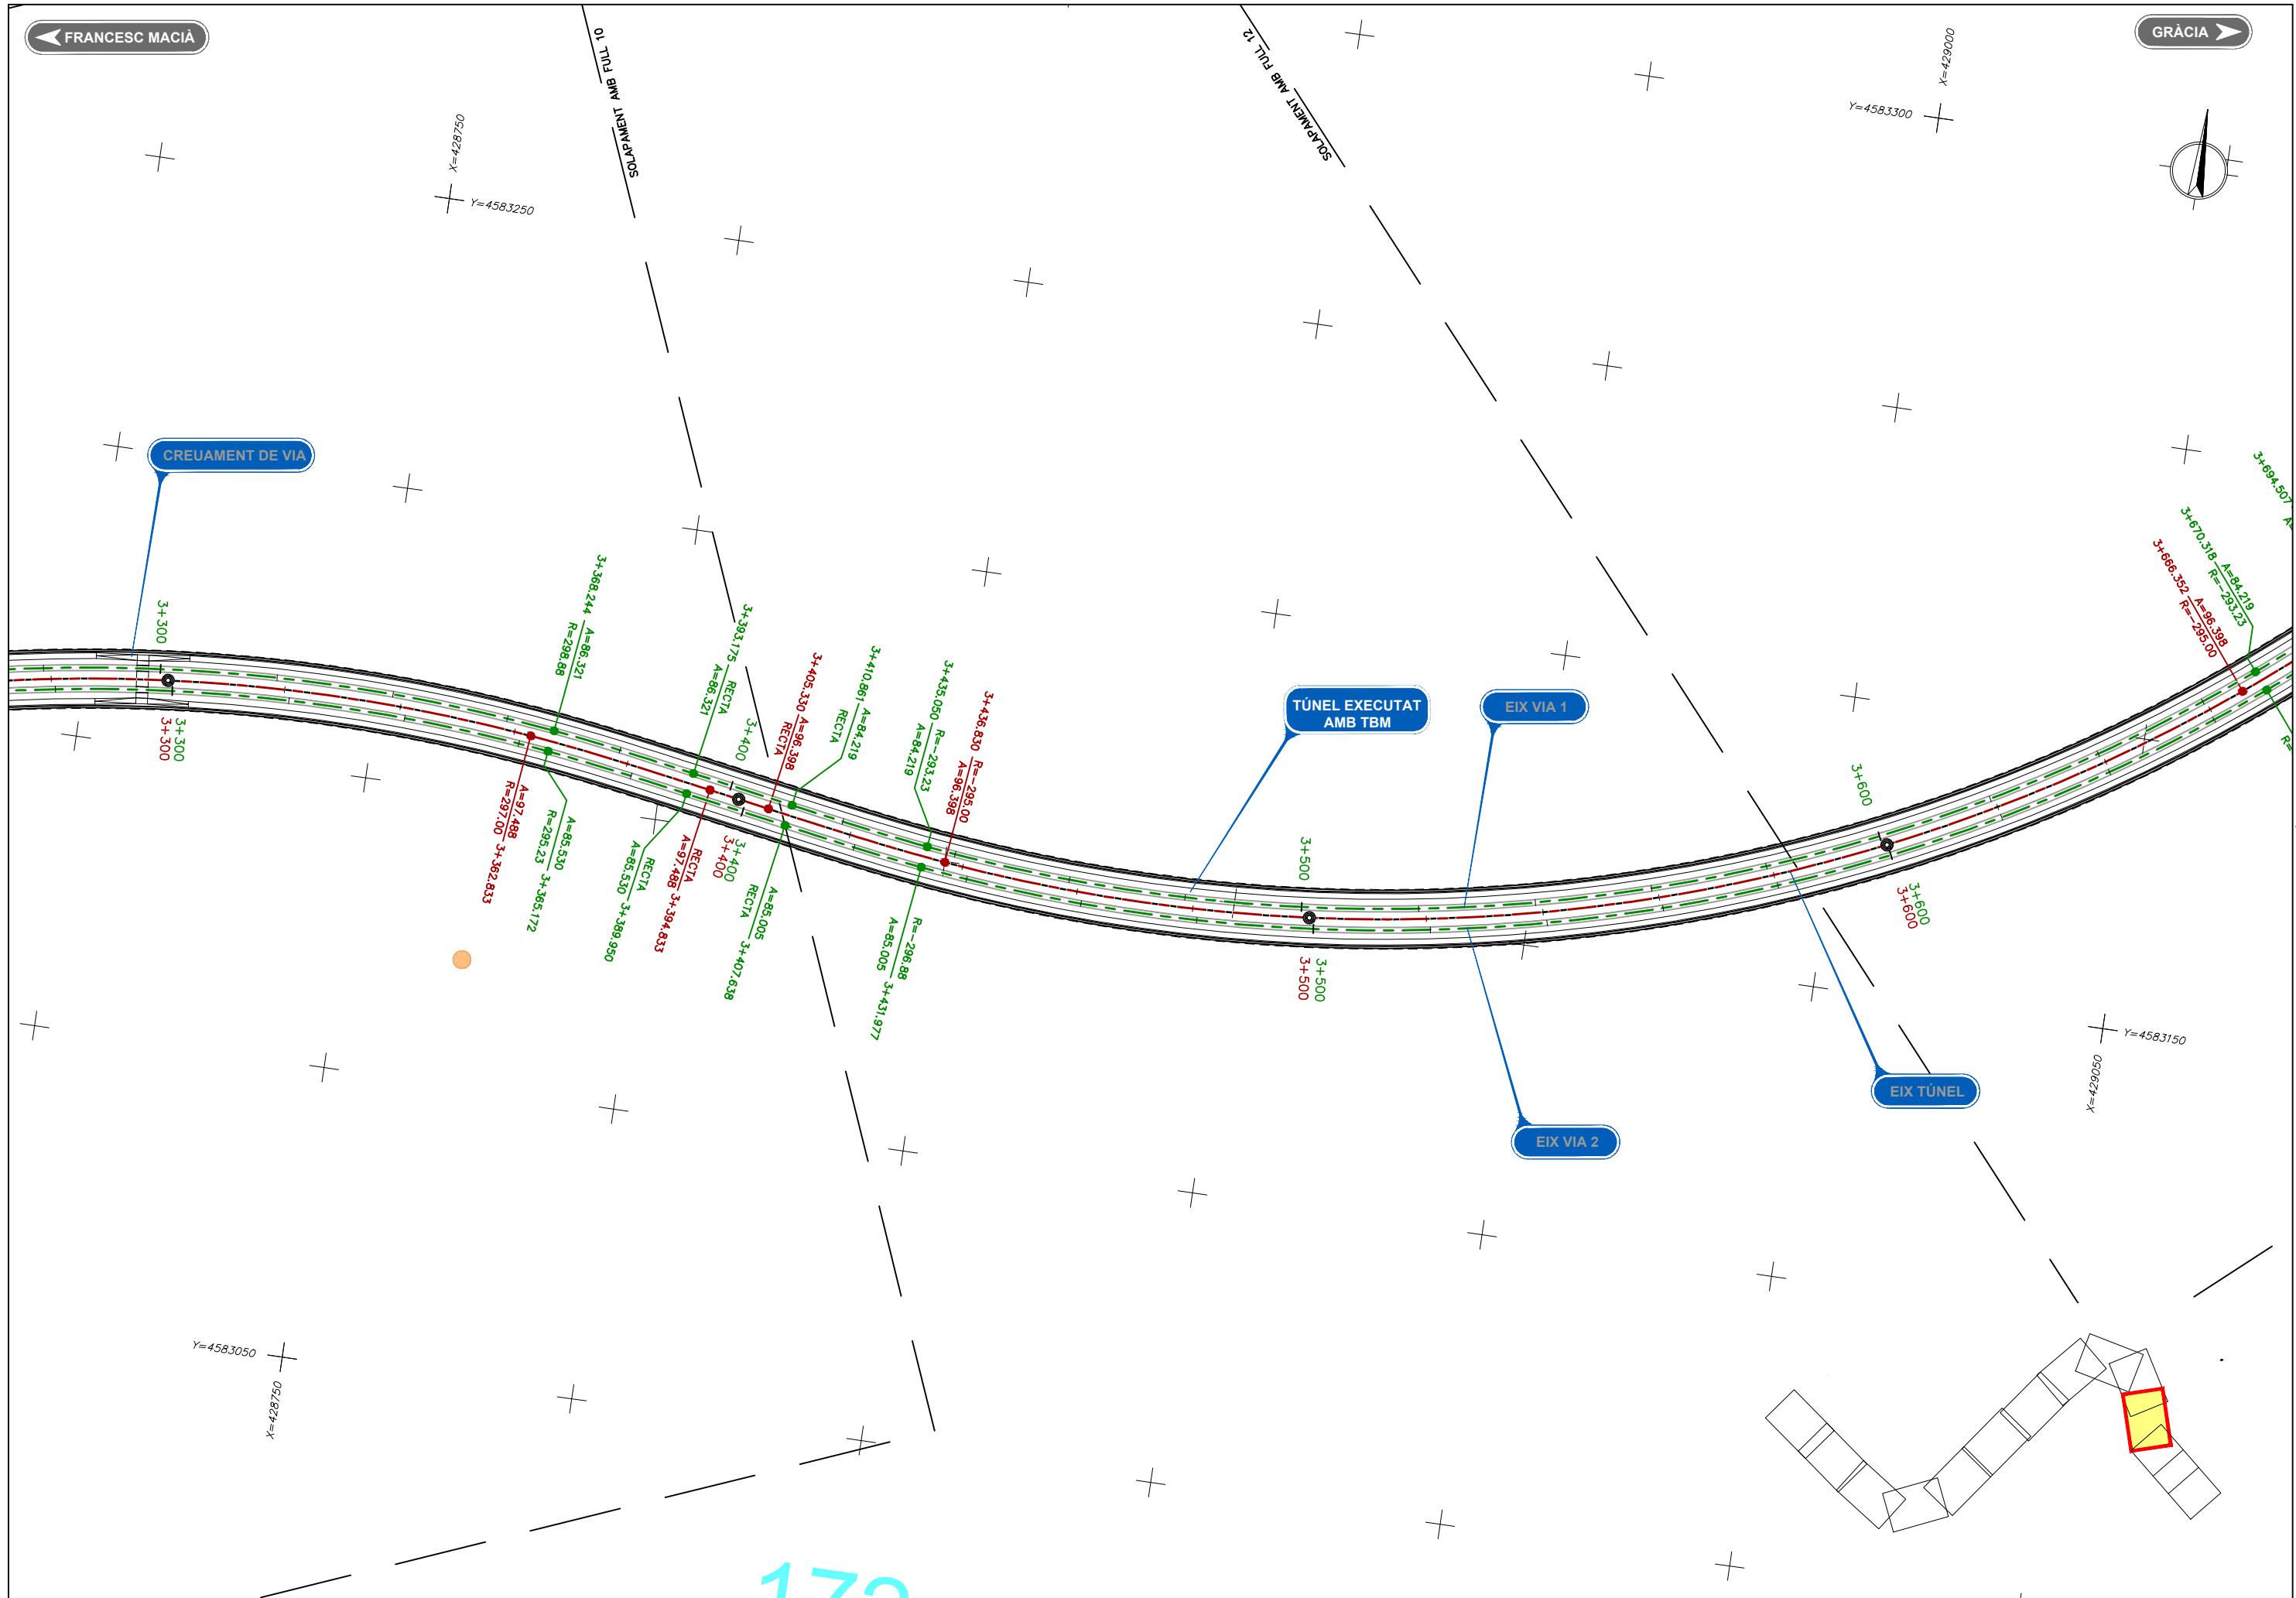 FRANCESC MACIÀ
GRÀCIA
SOLAPAMENT AMB FULL 10
SOLAPAMENT AMB FULL 12
X=428750
Y=4583250
X=429000
Y=4583300
CREUAMENT DE VIA
3+300
3+300
3+300
3+368.244
A=86.321
R=298.88
3+393.175
RECTA
A=86.321
3+400
3+405.330
A=96.398
RECTA
3+410.861
A=84.219
RECTA
3+435.050
R=-293.23
A=84.219
3+436.830
R=-295.00
A=96.398
A=97.488
R=297.00
3+362.833
A=85.530
R=295.23
3+365.172
RECTA
A=85.530
3+389.950
RECTA
A=97.488
3+394.833
3+400
3+400
A=85.005
RECTA
3+407.638
R=-296.88
A=85.005
3+431.977
TÚNEL EXECUTAT
AMB TBM
EIX VIA 1
3+500
3+500
3+500
EIX VIA 2
EIX TÚNEL
3+600
3+600
3+600
3+666.352
A=96.398
R=-295.00
3+670.318
A=84.219
R=-293.23
3+694.507
Y=4583150
X=429050
Y=4583050
X=428750